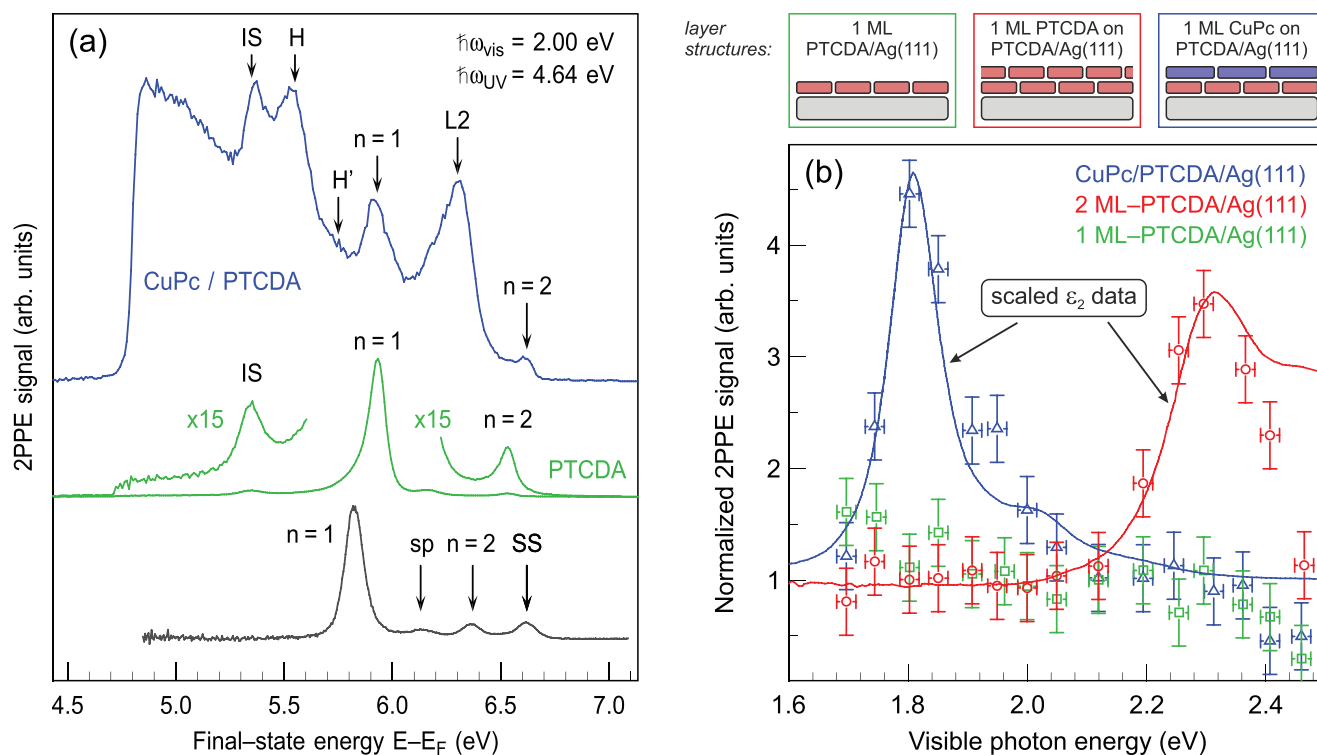 (a)
ℏω_vis = 2.00 eV
ℏω_UV = 4.64 eV
IS
H
H'
n = 1
L2
n = 2
CuPc / PTCDA
IS
x15
n = 1
x15
n = 2
PTCDA
n = 1
sp
n = 2
SS
2PPE signal (arb. units)
4.5 5.0 5.5 6.0 6.5 7.0
Final–state energy E–E_F (eV)
layer
structures:
1 ML
PTCDA/Ag(111)
1 ML PTCDA on
PTCDA/Ag(111)
1 ML CuPc on
PTCDA/Ag(111)
(b)
CuPc/PTCDA/Ag(111)
2 ML–PTCDA/Ag(111)
1 ML–PTCDA/Ag(111)
scaled ε₂ data
Normalized 2PPE signal (arb. units)
4
3
2
1
1.6 1.8 2.0 2.2 2.4
Visible photon energy (eV)